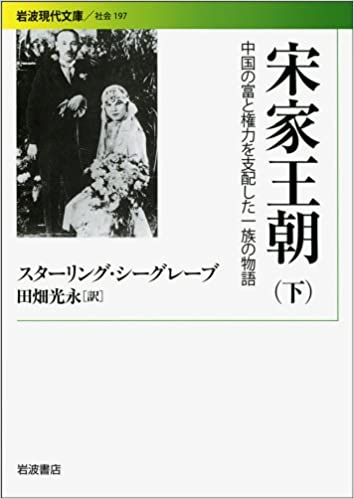 岩波現代文庫/社会 197
宋家王朝(下)
中国の富と権力を支配した一族の物語
スターリング・シーグレーブ
田畑光永[訳]
岩波書店